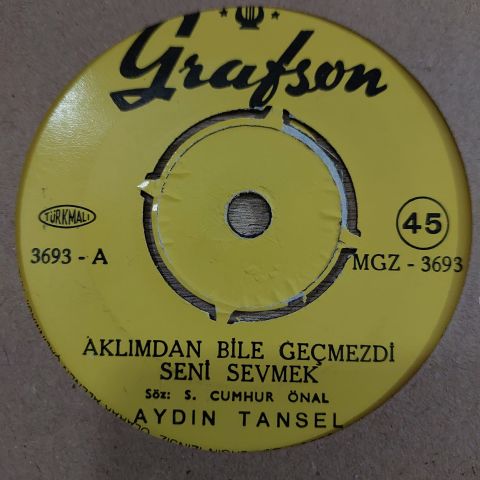 Grafson
TÜRKMALI
45
3693 - A
MGZ - 3693
AKLIMDAN BİLE GEÇMEZDİ
SENİ SEVMEK
Söz: S. CUMHUR ÖNAL
AYDIN TANSEL